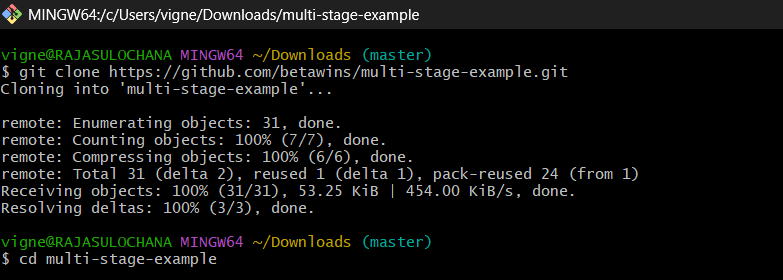 MINGW64:/c/Users/vigne/Downloads/multi-stage-example
vigne@RAJASULOCHANA MINGW64 ~/Downloads (master)
$ git clone https://github.com/betawins/multi-stage-example.git
Cloning into 'multi-stage-example'...
remote: Enumerating objects: 31, done.
remote: Counting objects: 100% (7/7), done.
remote: Compressing objects: 100% (6/6), done.
remote: Total 31 (delta 2), reused 1 (delta 1), pack-reused 24 (from 1)
Receiving objects: 100% (31/31), 53.25 KiB | 454.00 KiB/s, done.
Resolving deltas: 100% (3/3), done.
vigne@RAJASULOCHANA MINGW64 ~/Downloads (master)
$ cd multi-stage-example